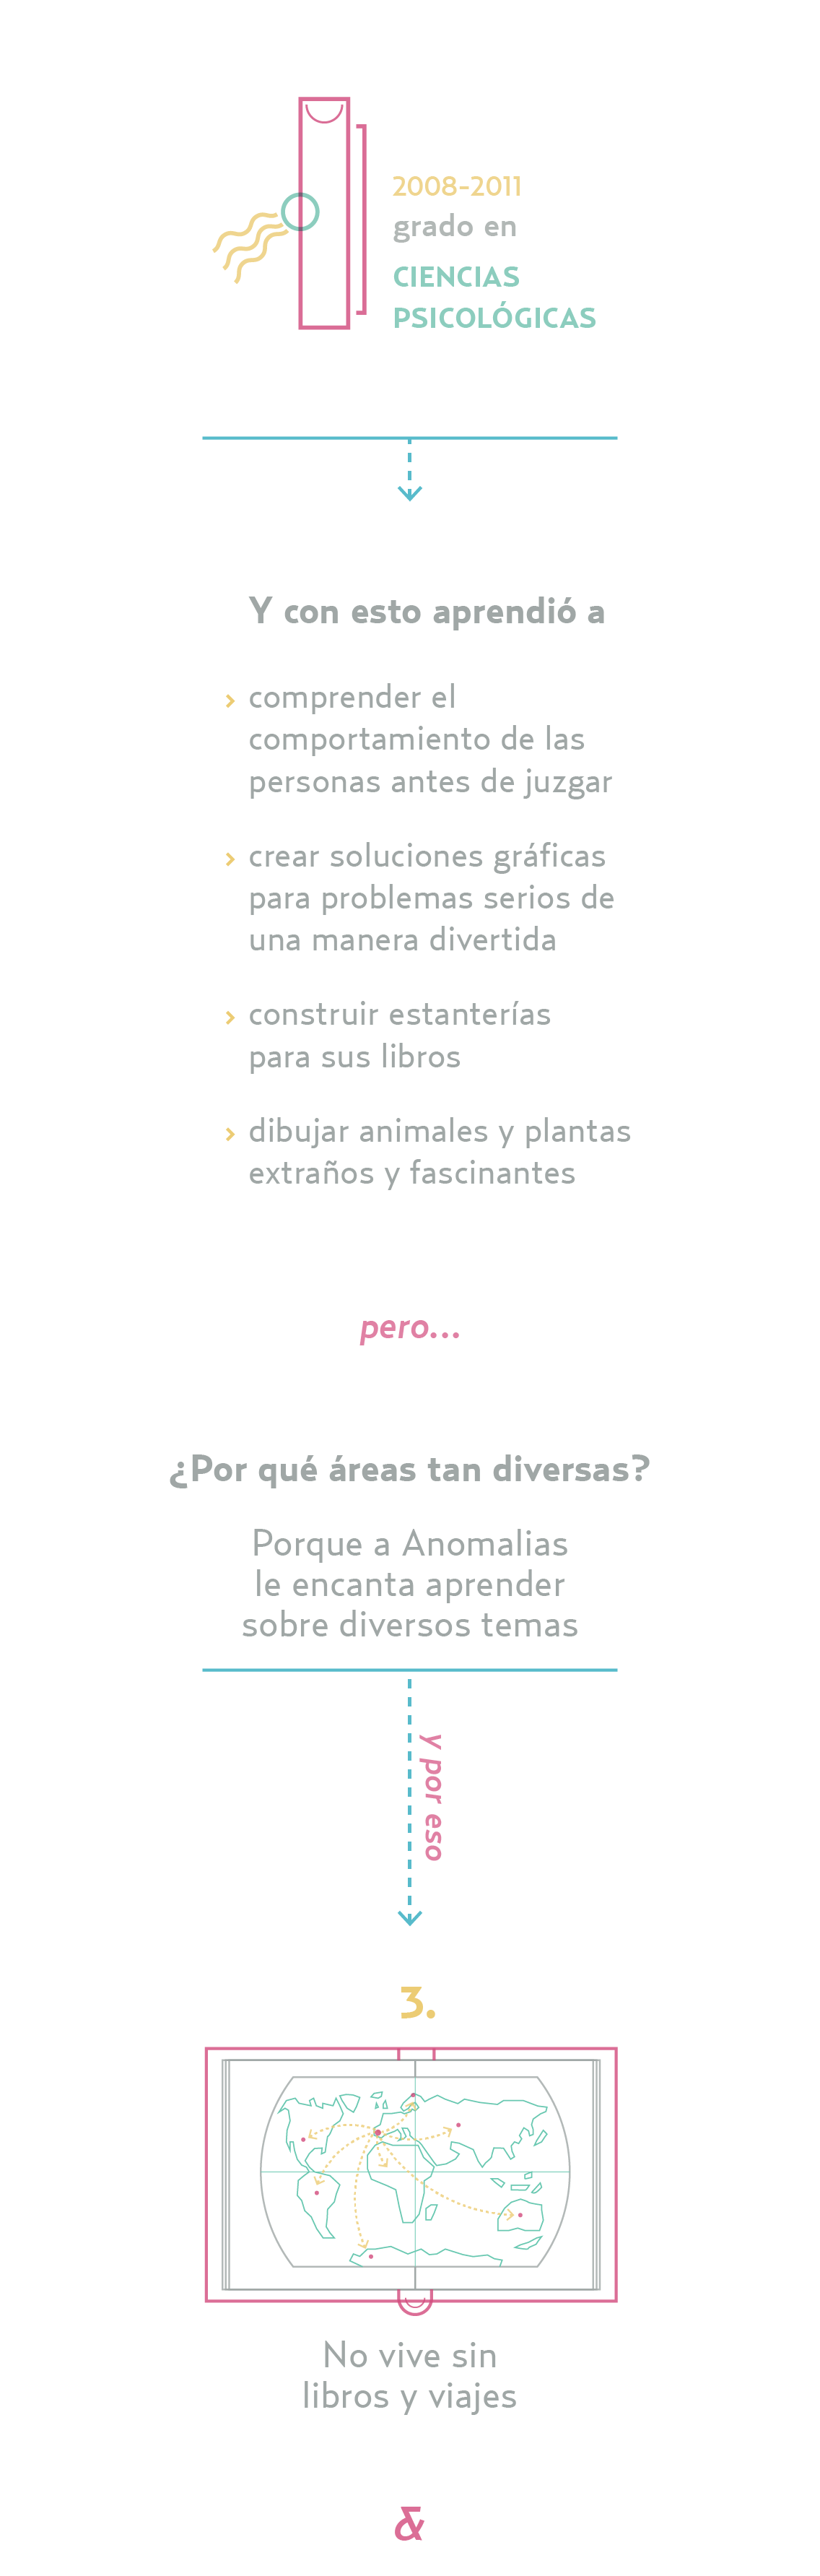 2008-2011
grado en
CIENCIAS
PSICOLÓGICAS
Y con esto aprendió a
› comprender el
comportamiento de las
personas antes de juzgar
› crear soluciones gráficas
para problemas serios de
una manera divertida
› construir estanterías
para sus libros
› dibujar animales y plantas
extraños y fascinantes
pero...
¿Por qué áreas tan diversas?
Porque a Anomalias
le encanta aprender
sobre diversos temas
y por eso
3.
No vive sin
libros y viajes
&